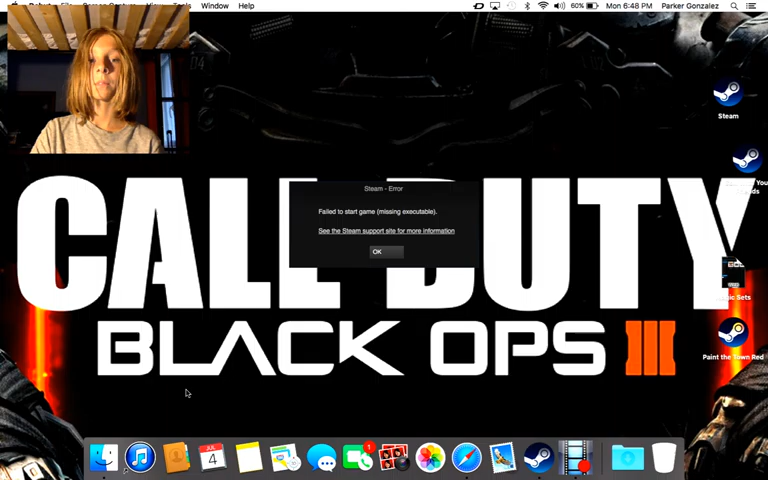 Window Help
60% Mon 6:48 PM Parker Gonzalez
Steam
Steam - Error
Failed to start game (missing executable).
See the Steam support site for more information
OK
CALL DUTY
BLACK OPS III
Paint the Town Red
JUL
4
1